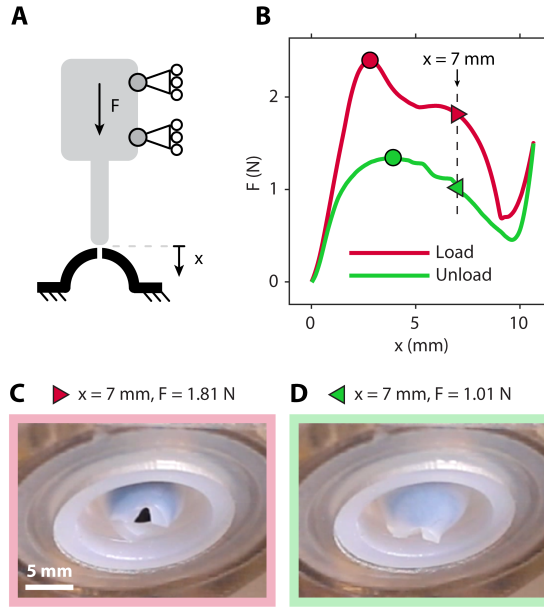 A
F
x
B
x = 7 mm
2
1
0
F (N)
Load
Unload
0
5
10
x (mm)
C
x = 7 mm, F = 1.81 N
5 mm
D
x = 7 mm, F = 1.01 N